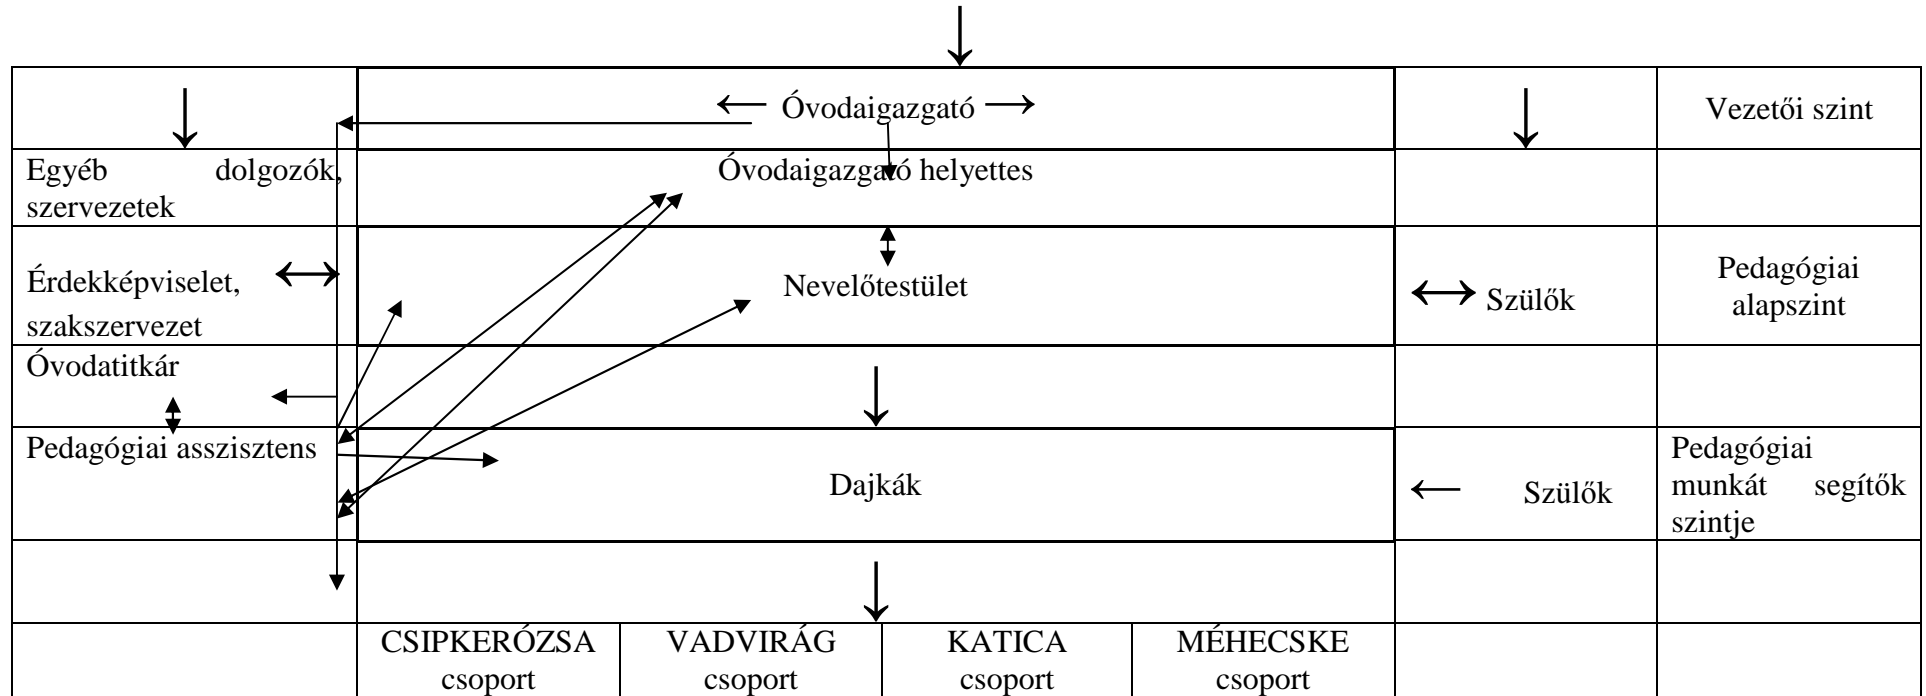 Óvodaigazgató
Vezetői szint
Egyéb dolgozók,
szervezetek
Óvodaigazgató helyettes
Érdekképviselet,
szakszervezet
Nevelőtestület
Szülők
Pedagógiai
alapszint
Óvodatitkár
Pedagógiai asszisztens
Dajkák
Szülők
Pedagógiai
munkát segítők
szintje
CSIPKERÓZSA
csoport
VADVIRÁG
csoport
KATICA
csoport
MÉHECSKE
csoport